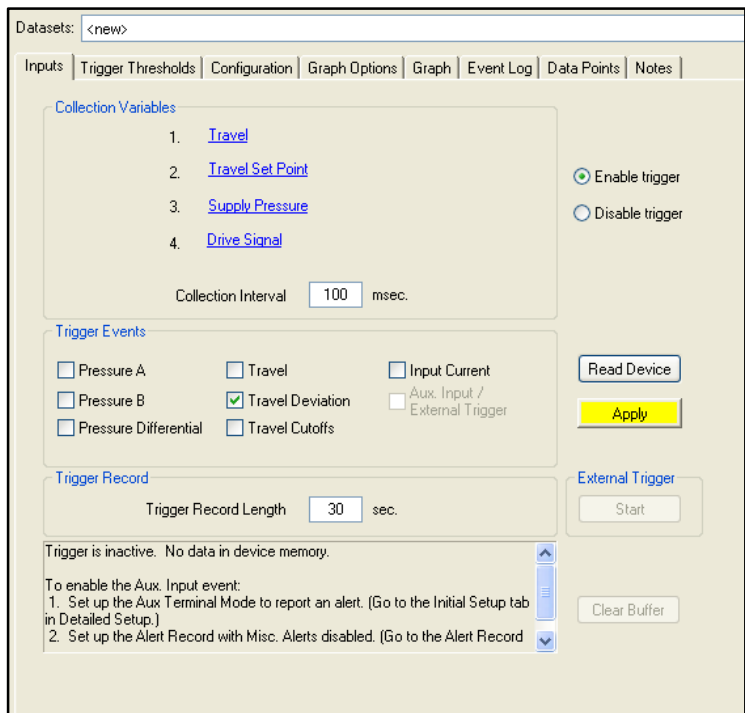 Datasets: <new>
Inputs Trigger Thresholds Configuration Graph Options Graph Event Log Data Points Notes
Collection Variables
1. Travel
2. Travel Set Point
3. Supply Pressure
4. Drive Signal
Collection Interval 100 msec.
Enable trigger
Disable trigger
Trigger Events
Pressure A Travel Input Current
Pressure B Travel Deviation Aux. Input /
External Trigger
Pressure Differential Travel Cutoffs
Read Device
Apply
Trigger Record
Trigger Record Length 30 sec.
External Trigger
Start
Trigger is inactive. No data in device memory.
To enable the Aux. Input event:
1. Set up the Aux Terminal Mode to report an alert. (Go to the Initial Setup tab
in Detailed Setup.)
2. Set up the Alert Record with Misc. Alerts disabled. (Go to the Alert Record
Clear Buffer